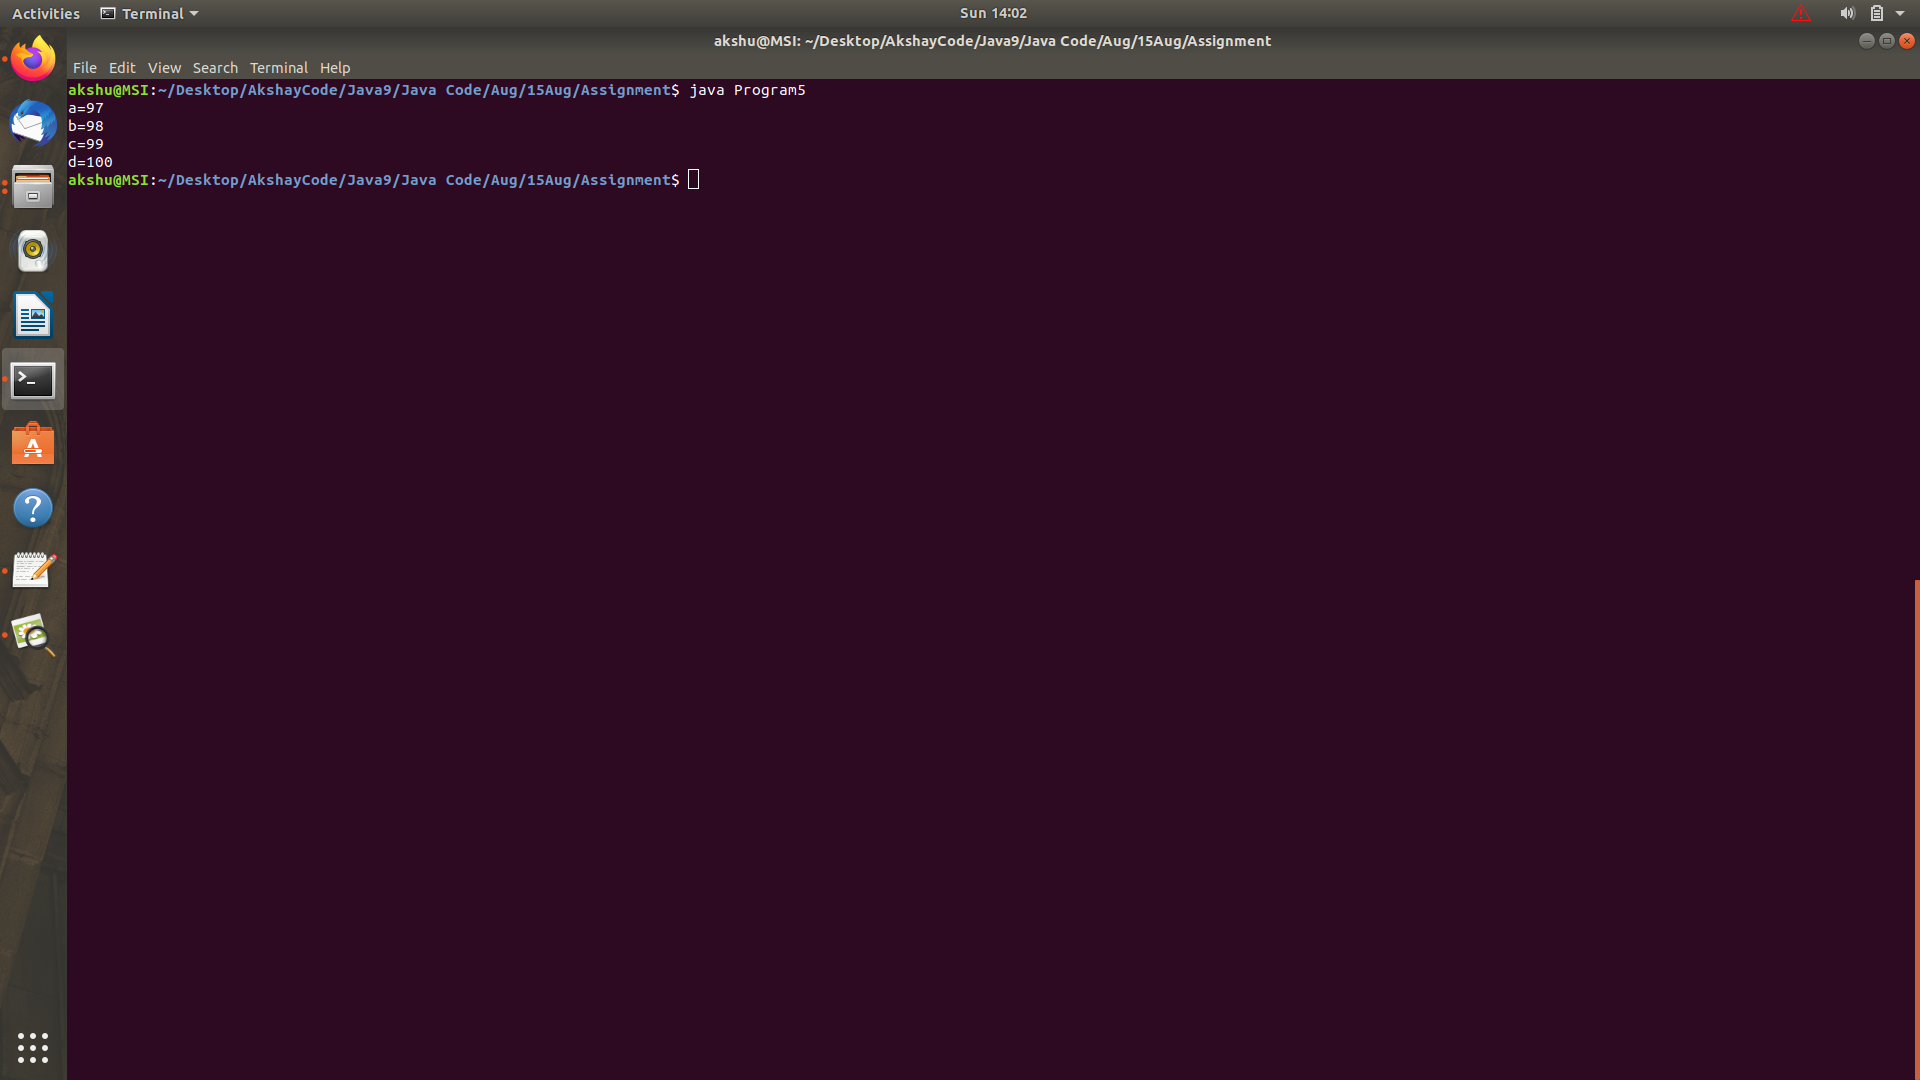 Activities
Terminal
Sun 14:02
akshu@MSI: ~/Desktop/AkshayCode/Java9/Java Code/Aug/15Aug/Assignment
File Edit View Search Terminal Help
akshu@MSI:~/Desktop/AkshayCode/Java9/Java Code/Aug/15Aug/Assignment$ java Program5
a=97
b=98
c=99
d=100
akshu@MSI:~/Desktop/AkshayCode/Java9/Java Code/Aug/15Aug/Assignment$